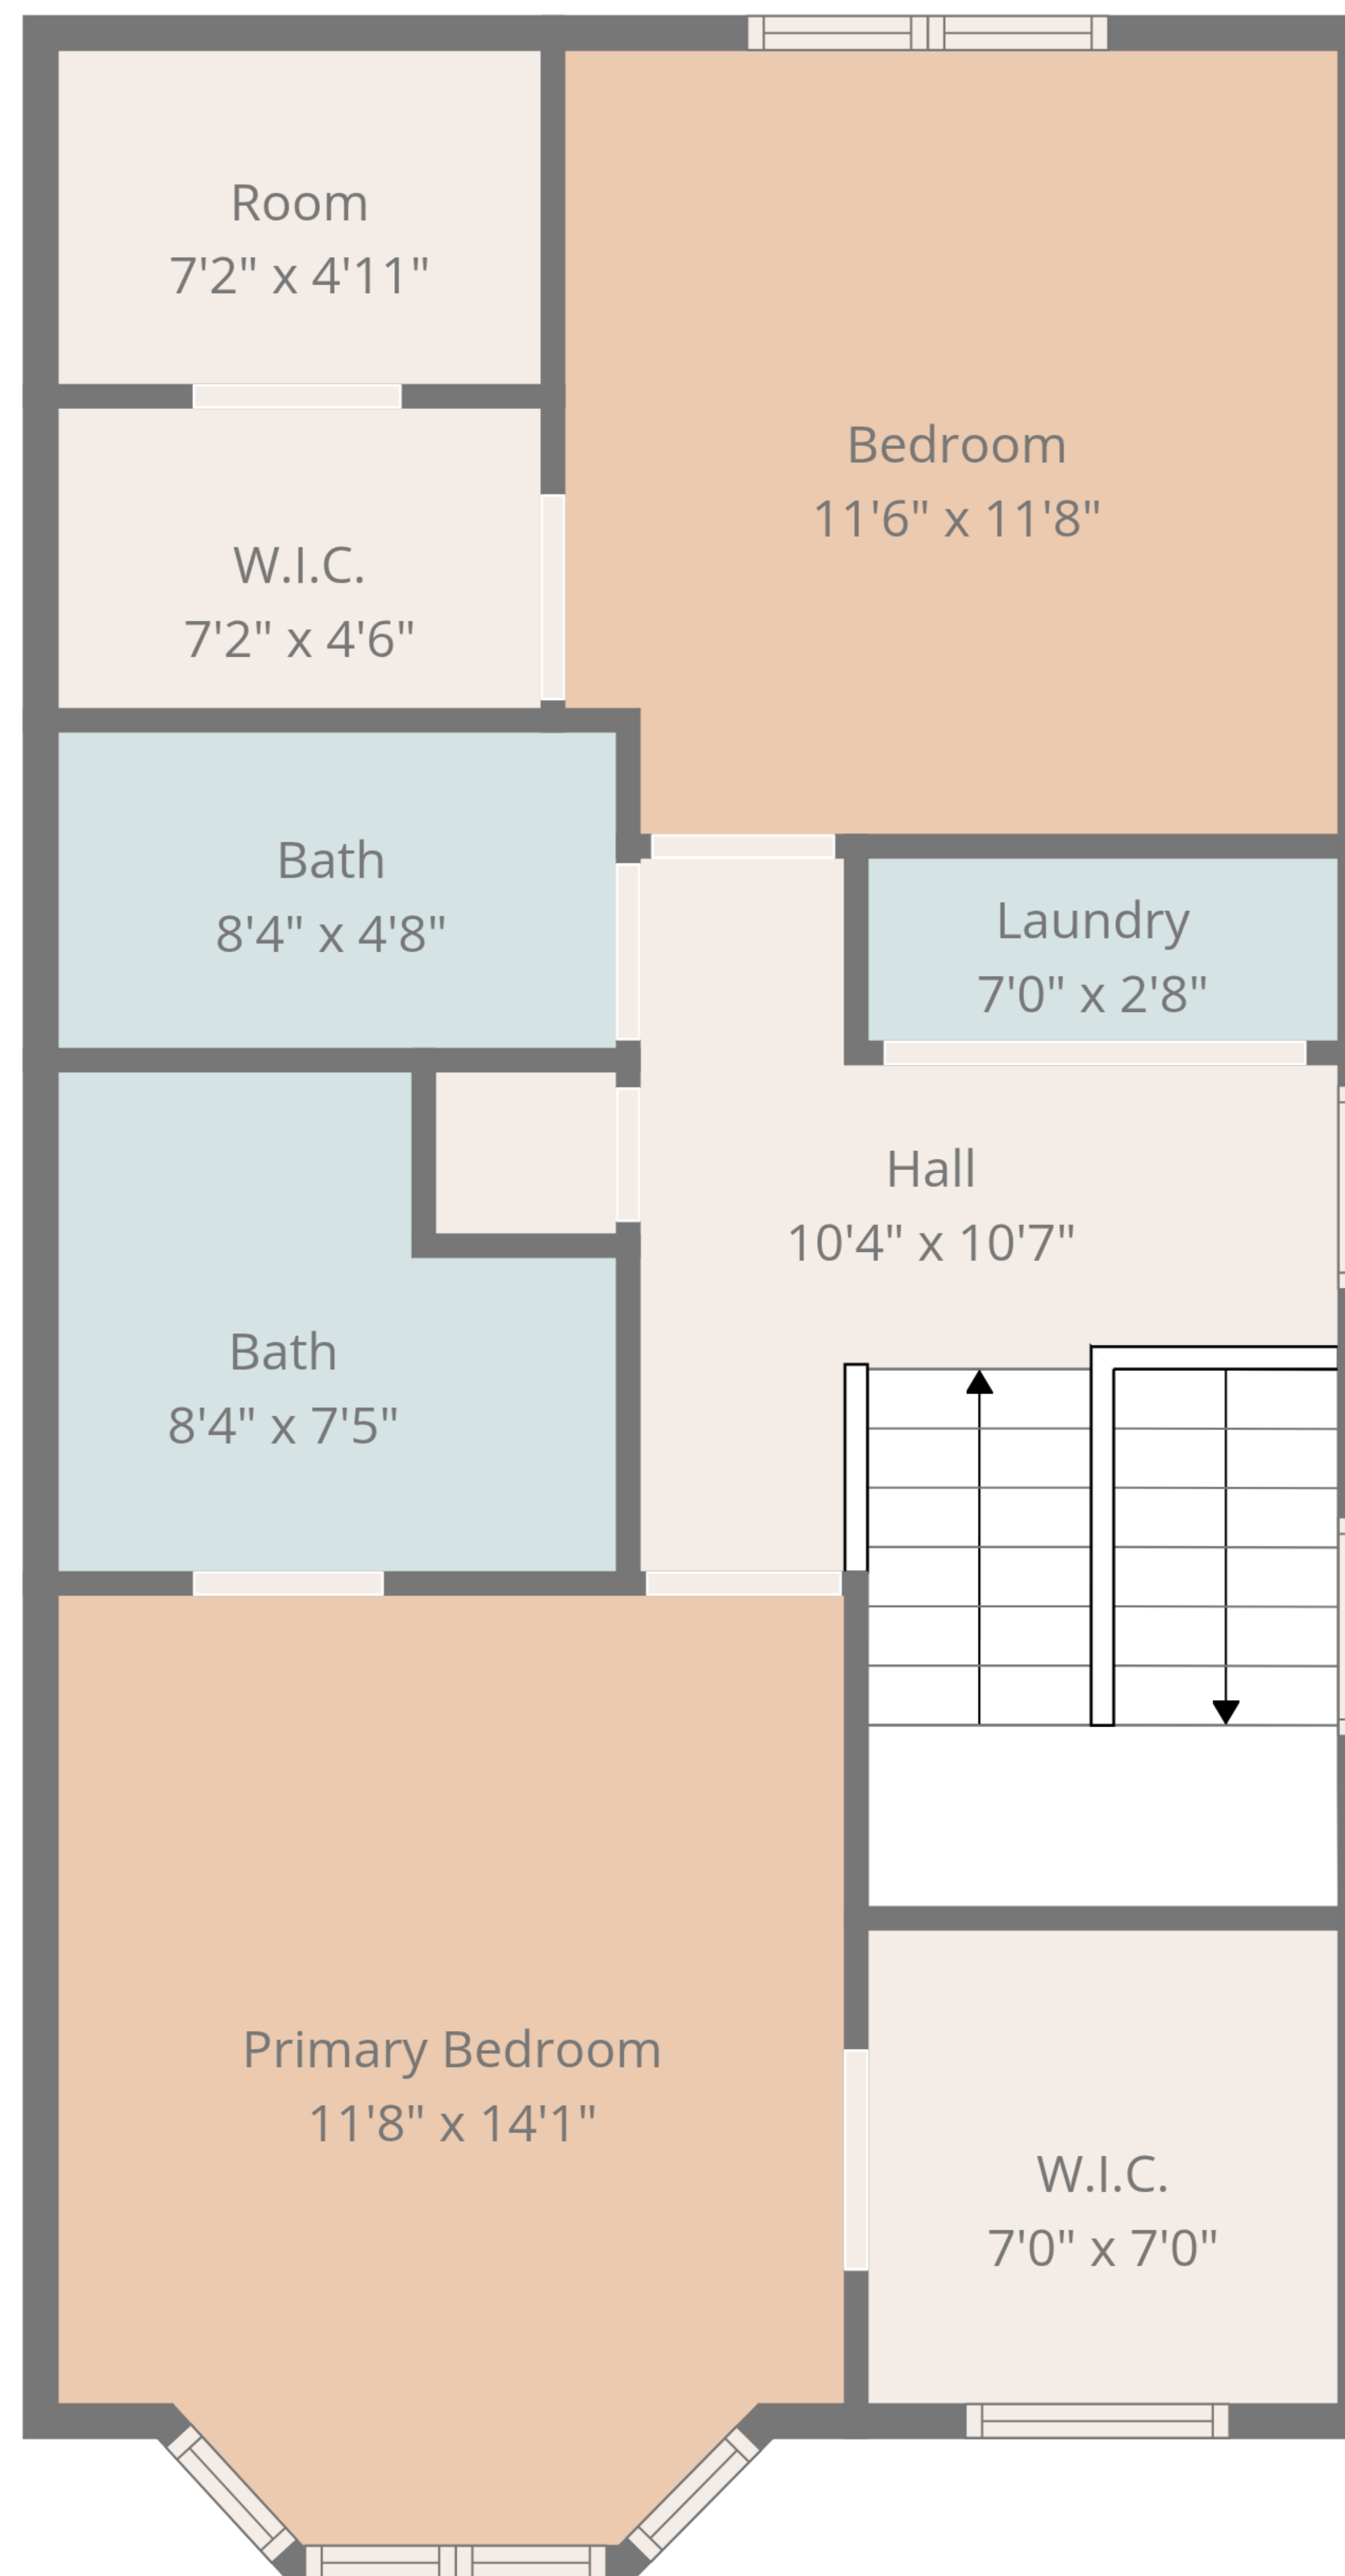 Room
7'2" x 4'11"
Bedroom
11'6" x 11'8"
W.I.C.
7'2" x 4'6"
Bath
8'4" x 4'8"
Laundry
7'0" x 2'8"
Hall
10'4" x 10'7"
Bath
8'4" x 7'5"
Primary Bedroom
11'8" x 14'1"
W.I.C.
7'0" x 7'0"